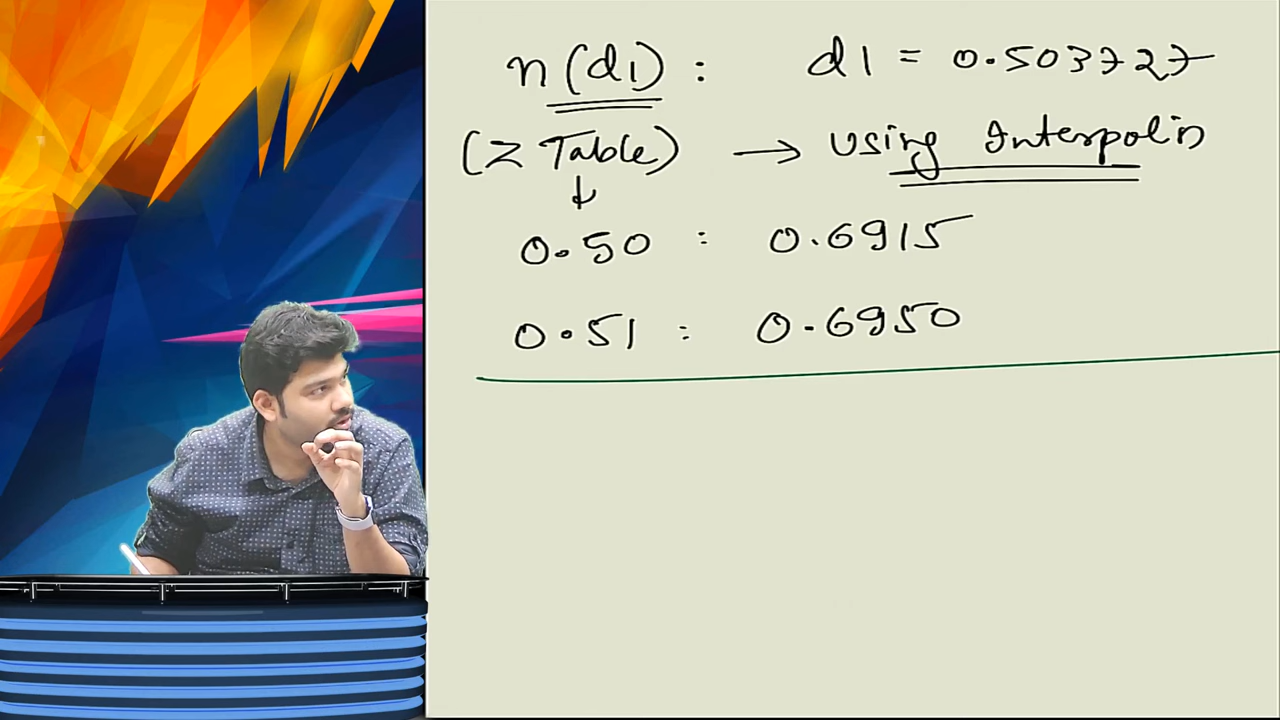 n(d1) : d1 = 0.503727
(Z Table) → Using Interpolin
↓
0.50 : 0.6915
0.51 : 0.6950